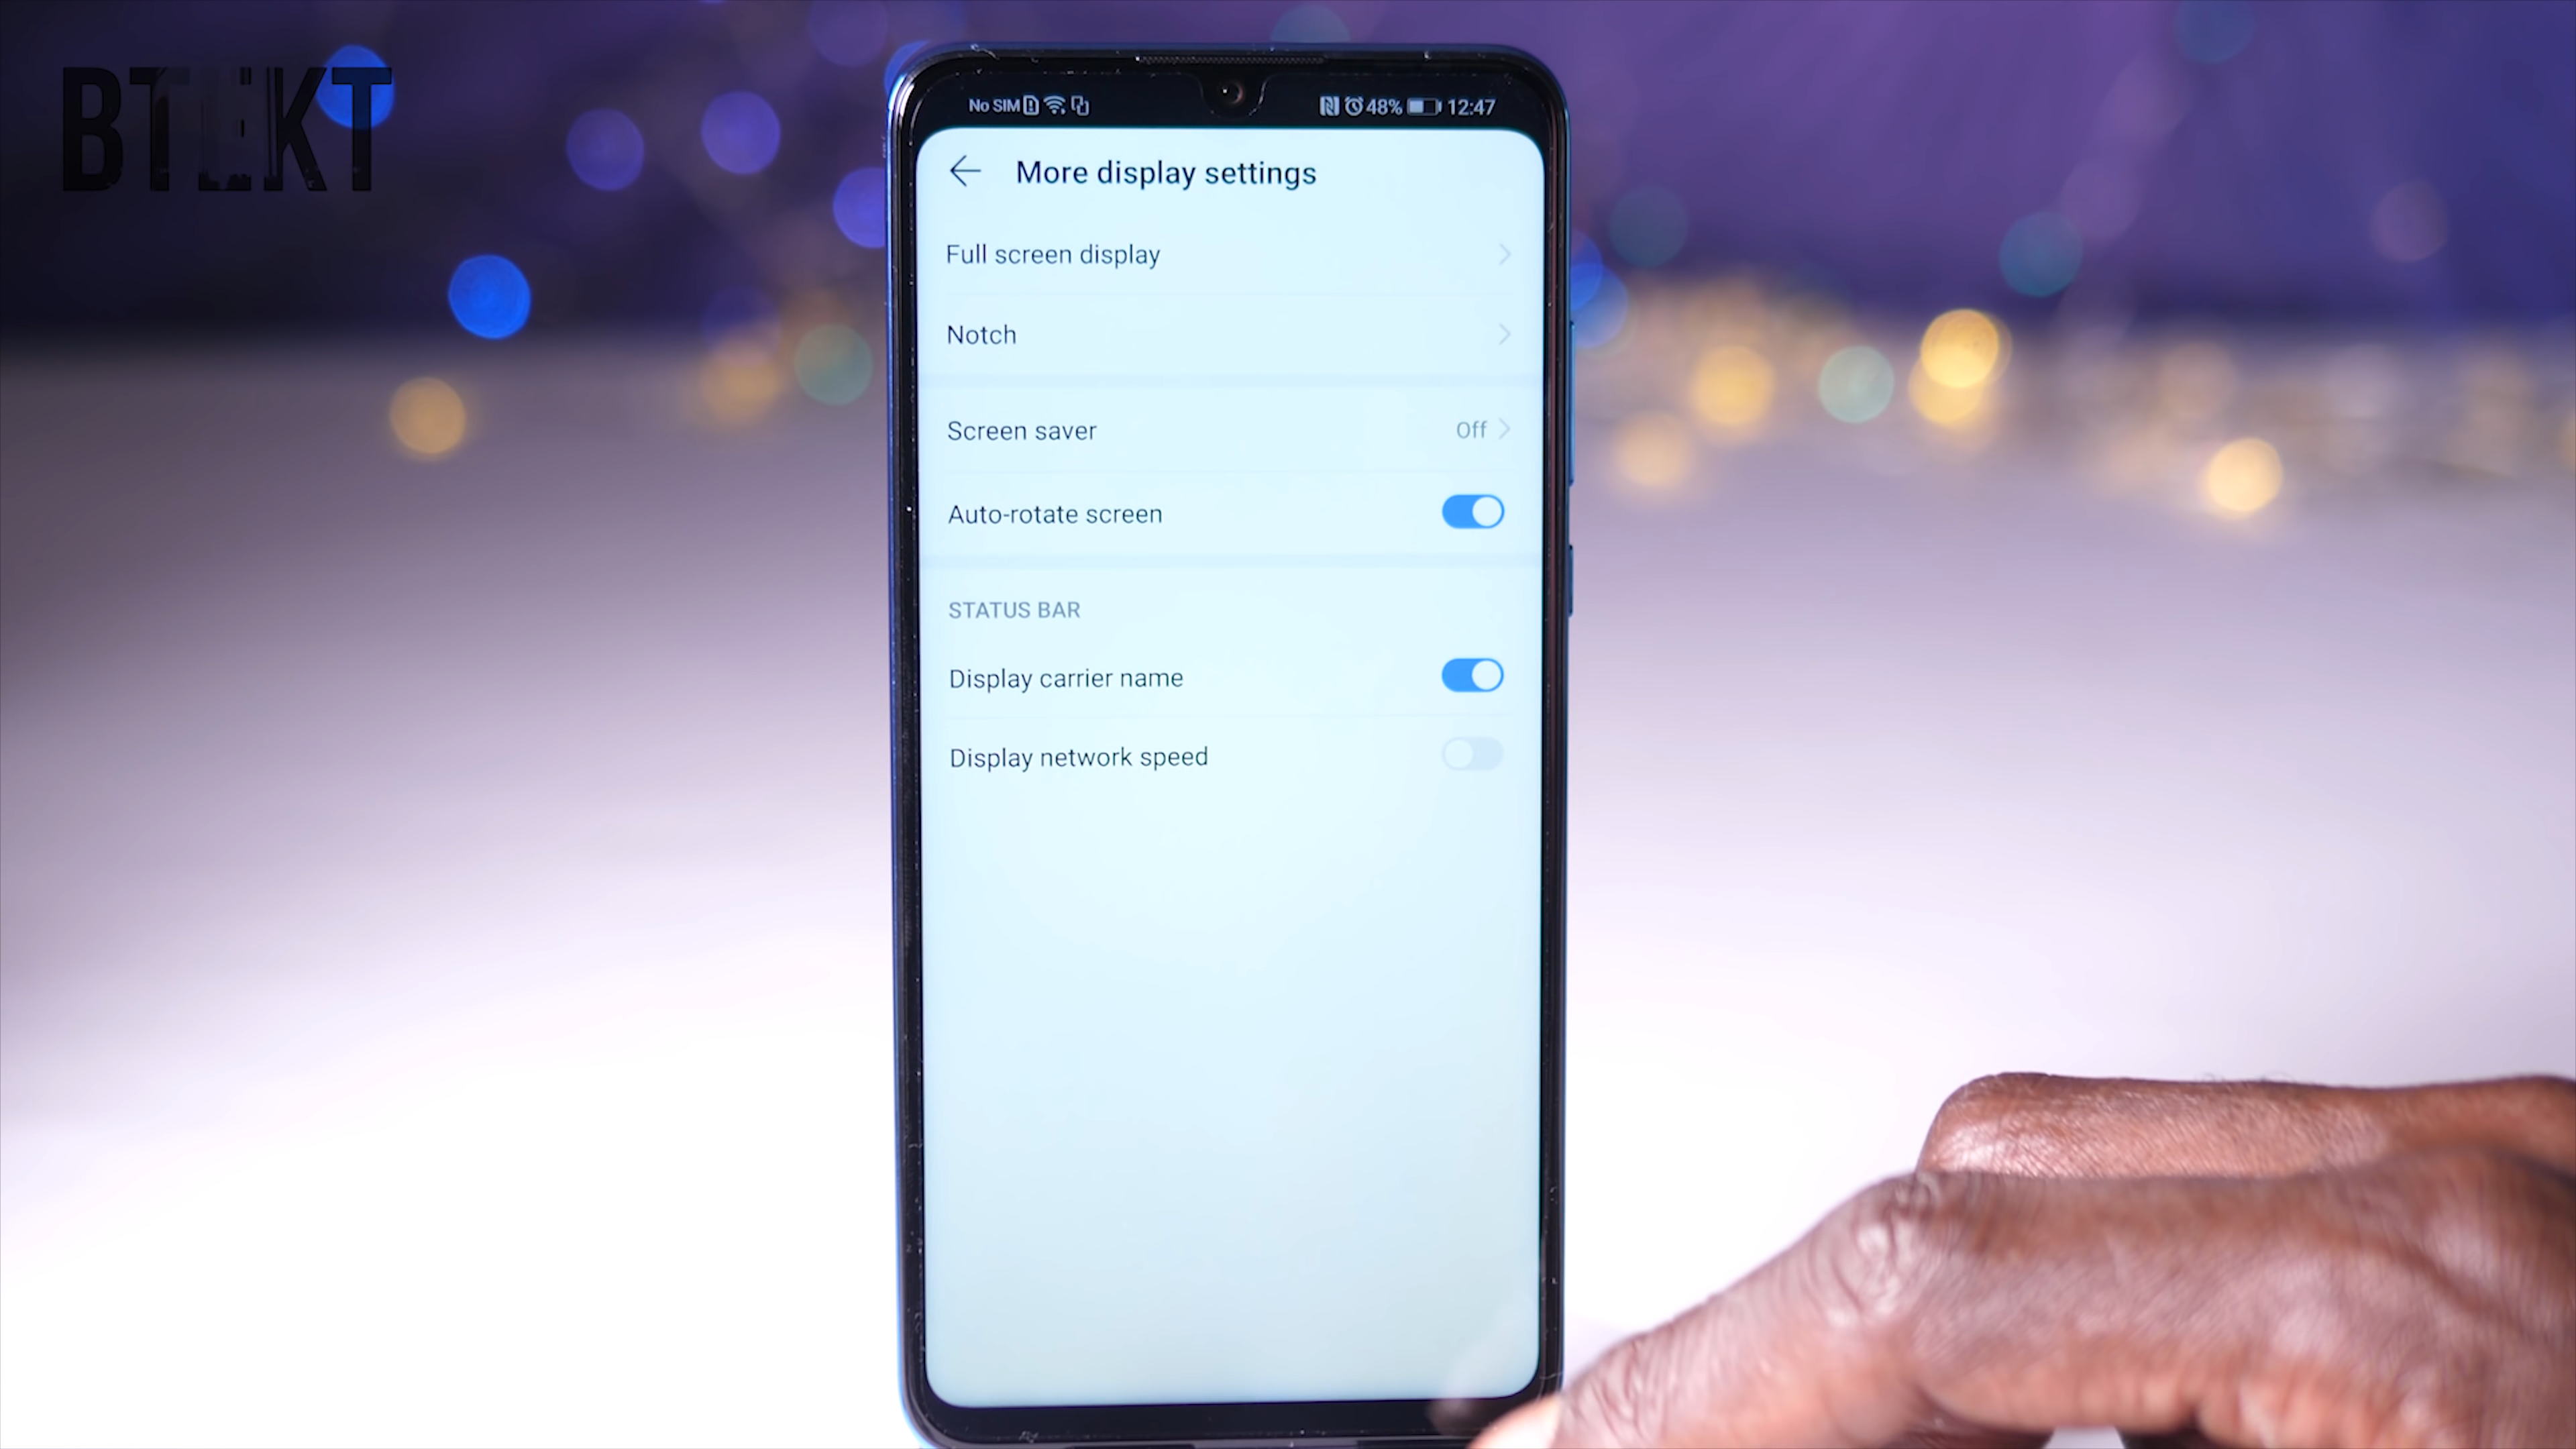 BTEKT
No SIM 48% 12:47
More display settings
Full screen display
Notch
Screen saver Off
Auto-rotate screen
STATUS BAR
Display carrier name
Display network speed